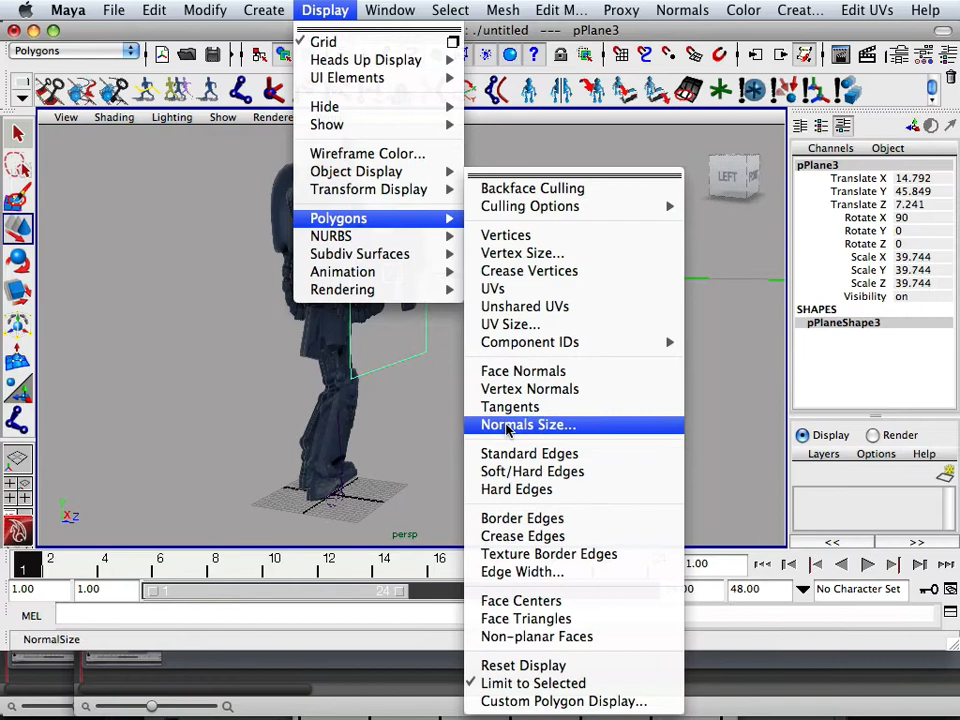 Maya File Edit Modify Create Display Window Select Mesh Edit M... Proxy Normals Color Creat... Edit UVs Help
./untitled --- pPlane3
Polygons
View Shading Lighting Show Rendere
Grid
Heads Up Display
UI Elements
Hide
Show
Wireframe Color...
Object Display
Transform Display
Polygons
NURBS
Subdiv Surfaces
Animation
Rendering
Backface Culling
Culling Options
Vertices
Vertex Size...
Crease Vertices
UVs
Unshared UVs
UV Size...
Component IDs
Face Normals
Vertex Normals
Tangents
Normals Size...
Standard Edges
Soft/Hard Edges
Hard Edges
Border Edges
Crease Edges
Texture Border Edges
Edge Width...
Face Centers
Face Triangles
Non-planar Faces
Reset Display
Limit to Selected
Custom Polygon Display...
LEFT
Channels Object
pPlane3
Translate X 14.792
Translate Y 45.849
Translate Z 7.241
Rotate X 90
Rotate Y 0
Rotate Z 0
Scale X 39.744
Scale Y 39.744
Scale Z 39.744
Visibility on
SHAPES
pPlaneShape3
Display Render
Layers Options Help
<< >>
persp
1 2 4 6 8 10 12 14 16
1.00
1.00 1.00 1 24 .00 48.00 No Character Set
MEL
NormalSize